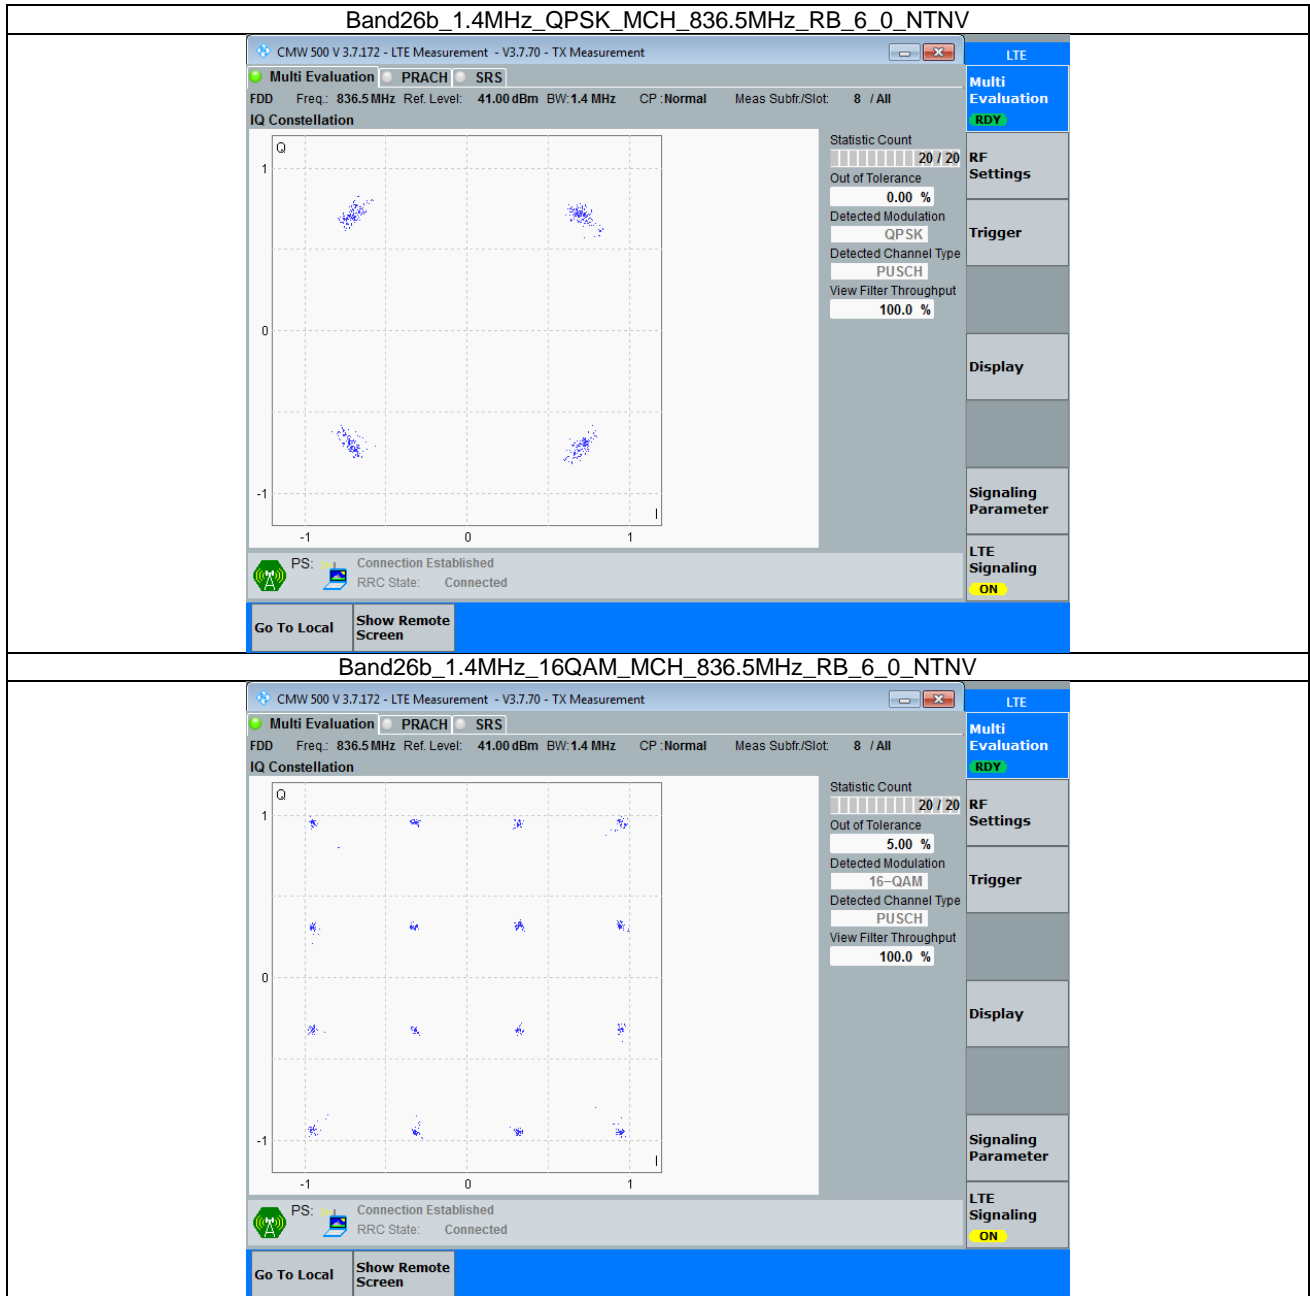 Band26b_1.4MHz_QPSK_MCH_836.5MHz_RB_6_0_NTNV
CMW 500 V 3.7.172 - LTE Measurement - V3.7.70 - TX Measurement
LTE
Multi Evaluation PRACH SRS
Multi
Evaluation
RDY
FDD Freq.: 836.5 MHz Ref. Level: 41.00 dBm BW: 1.4 MHz CP : Normal Meas Subfr./Slot: 8 / All
IQ Constellation
Q
1
0
-1
I
-1 0 1
Statistic Count
20 / 20
Out of Tolerance
0.00 %
Detected Modulation
QPSK
Detected Channel Type
PUSCH
View Filter Throughput
100.0 %
RF
Settings
Trigger
Display
Signaling
Parameter
LTE
Signaling
ON
PS: Connection Established
RRC State: Connected
Go To Local
Show Remote
Screen
Band26b_1.4MHz_16QAM_MCH_836.5MHz_RB_6_0_NTNV
CMW 500 V 3.7.172 - LTE Measurement - V3.7.70 - TX Measurement
LTE
Multi Evaluation PRACH SRS
Multi
Evaluation
RDY
FDD Freq.: 836.5 MHz Ref. Level: 41.00 dBm BW: 1.4 MHz CP : Normal Meas Subfr./Slot: 8 / All
IQ Constellation
Q
1
0
-1
I
-1 0 1
Statistic Count
20 / 20
Out of Tolerance
5.00 %
Detected Modulation
16-QAM
Detected Channel Type
PUSCH
View Filter Throughput
100.0 %
RF
Settings
Trigger
Display
Signaling
Parameter
LTE
Signaling
ON
PS: Connection Established
RRC State: Connected
Go To Local
Show Remote
Screen